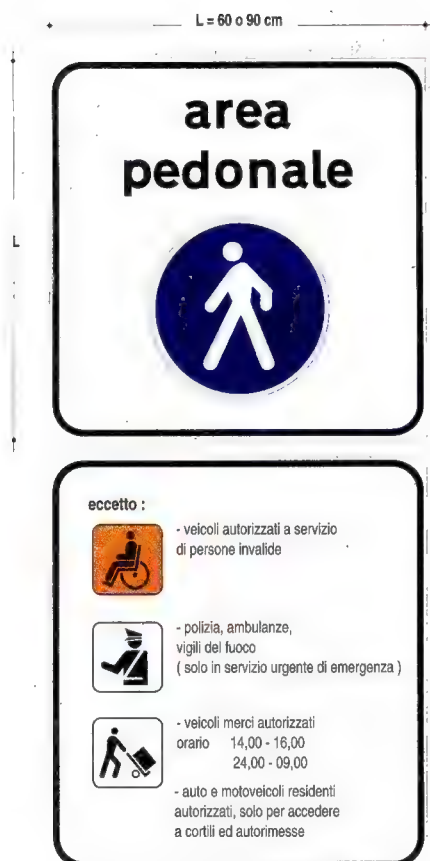 L = 60 o 90 cm
area
pedonale
L
eccetto :
- veicoli autorizzati a servizio
di persone invalide
- polizia, ambulanze,
vigili del fuoco
( solo in servizio urgente di emergenza )
- veicoli merci autorizzati
orario 14,00 - 16,00
24,00 - 09,00
- auto e motoveicoli residenti
autorizzati, solo per accedere
a cortili ed autorimesse